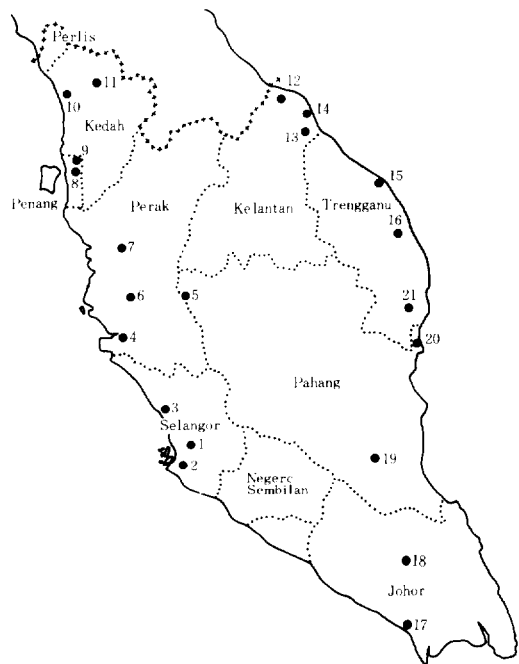 Perlis
11
12
10
14
Kedah
13
9
15
8
Penang
Perak
Kelantan
Trengganu
16
7
6
5
21
4
20
Pahang
3
Selangor
1
19
2
Negerc
Sembilan
18
Johor
17